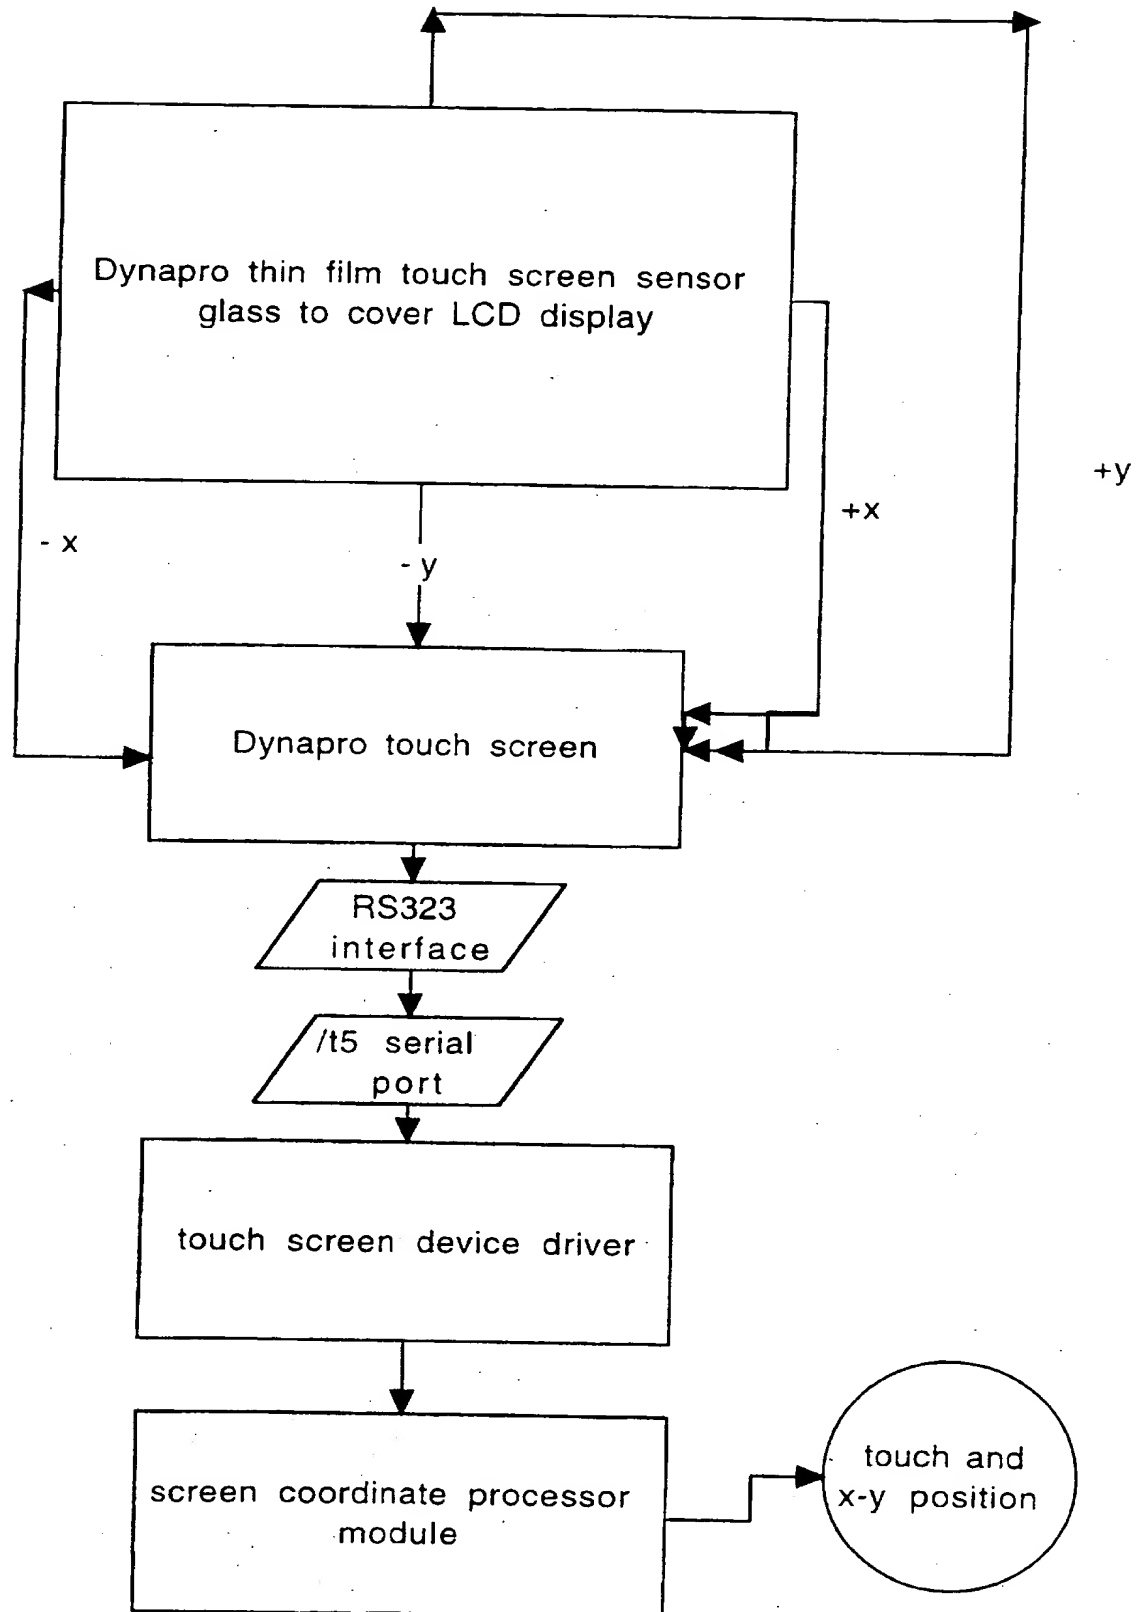 Dynapro thin film touch screen sensor
glass to cover LCD display
+y
+x
- x
- y
Dynapro touch screen
RS323
interface
/t5 serial
port
touch screen device driver
screen coordinate processor
module
touch and
x-y position